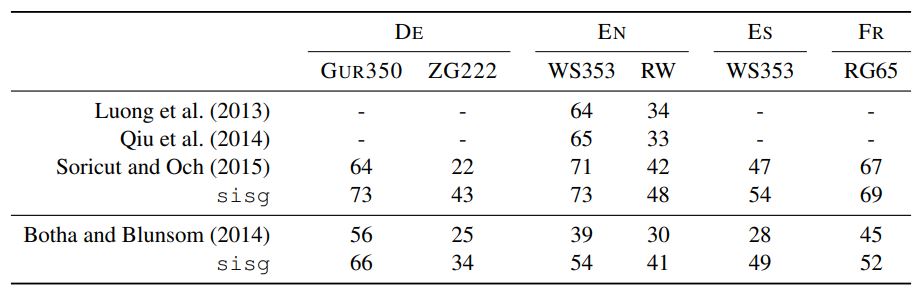 DE EN ES FR
GUR350 ZG222 WS353 RW WS353 RG65
Luong et al. (2013) - - 64 34 - -
Qiu et al. (2014) - - 65 33 - -
Soricut and Och (2015) 64 22 71 42 47 67
sisg 73 43 73 48 54 69
Botha and Blunsom (2014) 56 25 39 30 28 45
sisg 66 34 54 41 49 52